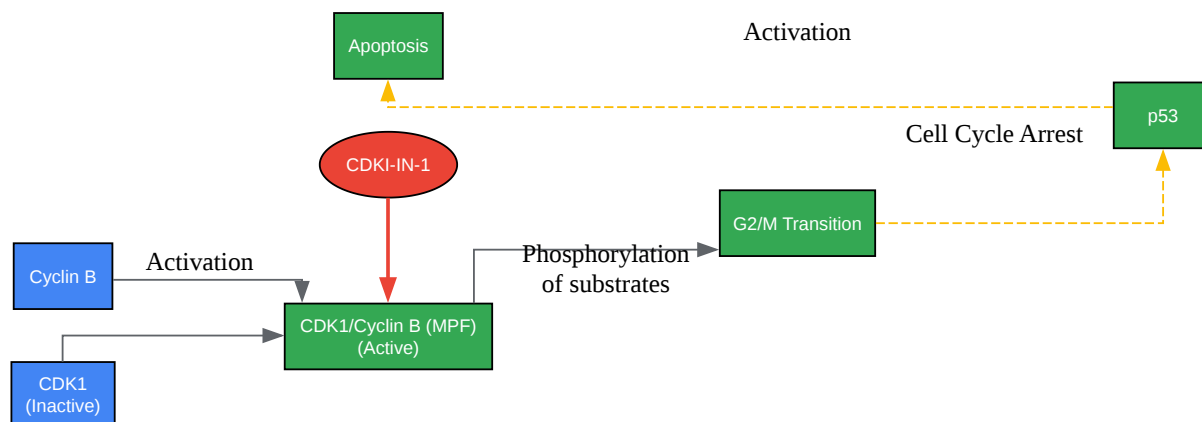 Activation
Apoptosis
p53
Cell Cycle Arrest
CDKI-IN-1
G2/M Transition
Cyclin B
Activation
Phosphorylation
of substrates
CDK1/Cyclin B (MPF)
(Active)
CDK1
(Inactive)